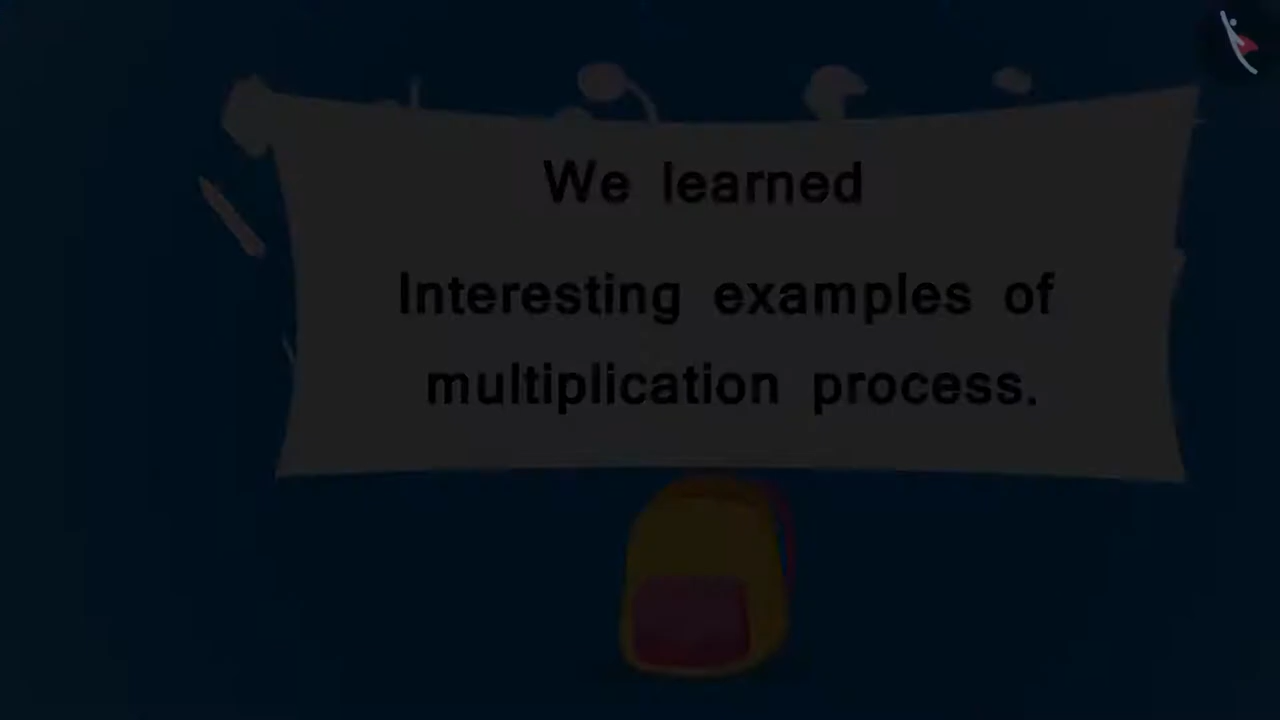 We learned
Interesting examples of
multiplication process.